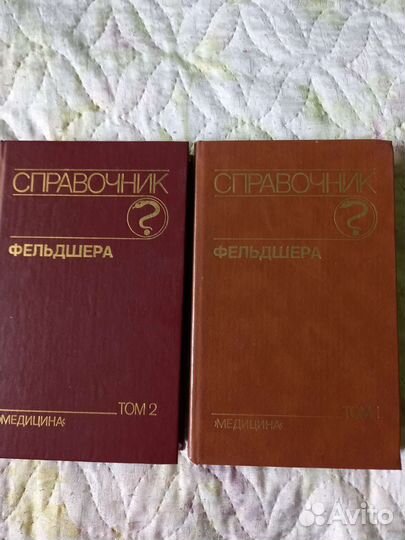 СПРАВОЧНИК
ФЕЛЬДШЕРА
ТОМ 2
›МЕДИЦИНА‹
СПРАВОЧНИК
ФЕЛЬДШЕРА
ТОМ 1
›МЕДИЦИНА‹
Avito